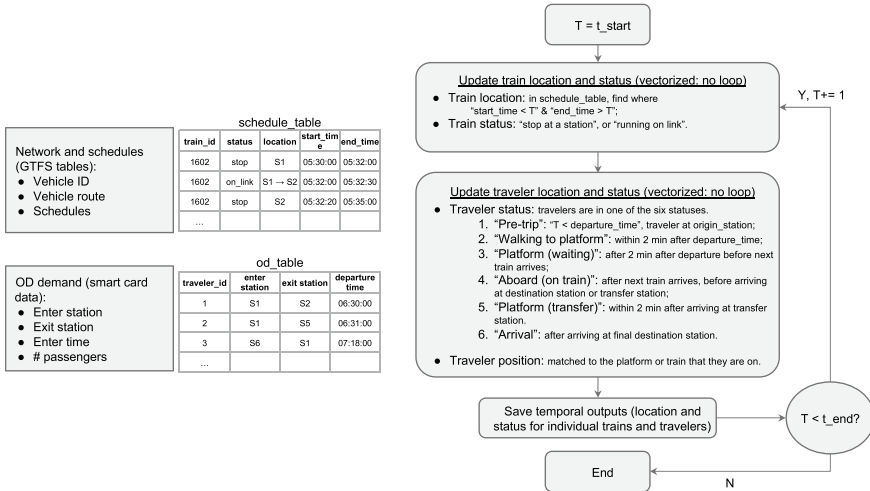 Network and schedules
(GTFS tables):
● Vehicle ID
● Vehicle route
● Schedules
schedule_table
train_id status location start_tim
e end_time
1602 stop S1 05:30:00 05:32:00
1602 on_link S1 → S2 05:32:00 05:32:30
1602 stop S2 05:32:20 05:35:00
...
OD demand (smart card
data):
● Enter station
● Exit station
● Enter time
● # passengers
od_table
traveler_id enter
station exit station departure
time
1 S1 S2 06:30:00
2 S1 S5 06:31:00
3 S6 S1 07:18:00
...
T = t_start
Update train location and status (vectorized: no loop)
● Train location: in schedule_table, find where
“start_time < T” & “end_time > T”;
● Train status: “stop at a station”, or “running on link”.
Y, T+= 1
Update traveler location and status (vectorized: no loop)
● Traveler status: travelers are in one of the six statuses.
1. “Pre-trip”: “T < departure_time”, traveler at origin_station;
2. “Walking to platform”: within 2 min after departure_time;
3. “Platform (waiting)”: after 2 min after departure before next
train arrives;
4. “Aboard (on train)”: after next train arrives, before arriving
at destination station or transfer station;
5. “Platform (transfer)”: within 2 min after arriving at transfer
station.
6. “Arrival”: after arriving at final destination station.
● Traveler position: matched to the platform or train that they are on.
Save temporal outputs (location and
status for individual trains and travelers)
T < t_end?
End
N